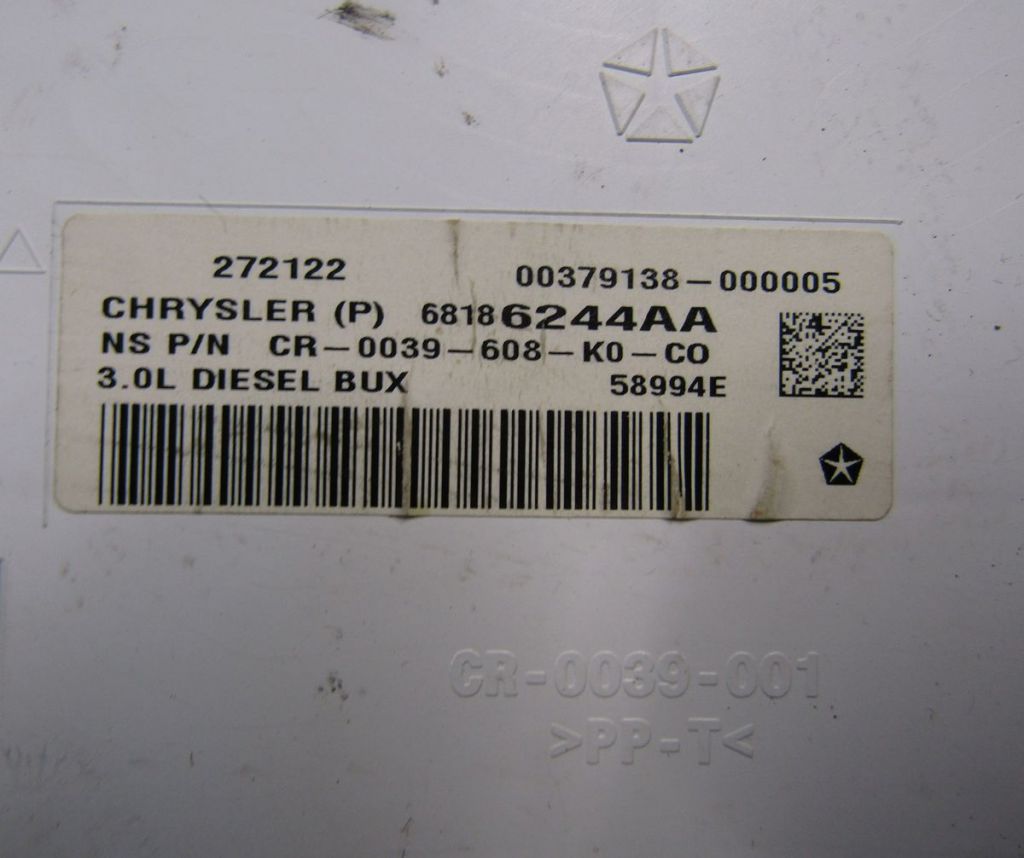 272122 00379138-000005
CHRYSLER (P) 68186244AA
NS P/N CR-0039-608-K0-CO
3.0L DIESEL BUX 58994E
CR-0039-001
>PP-T<